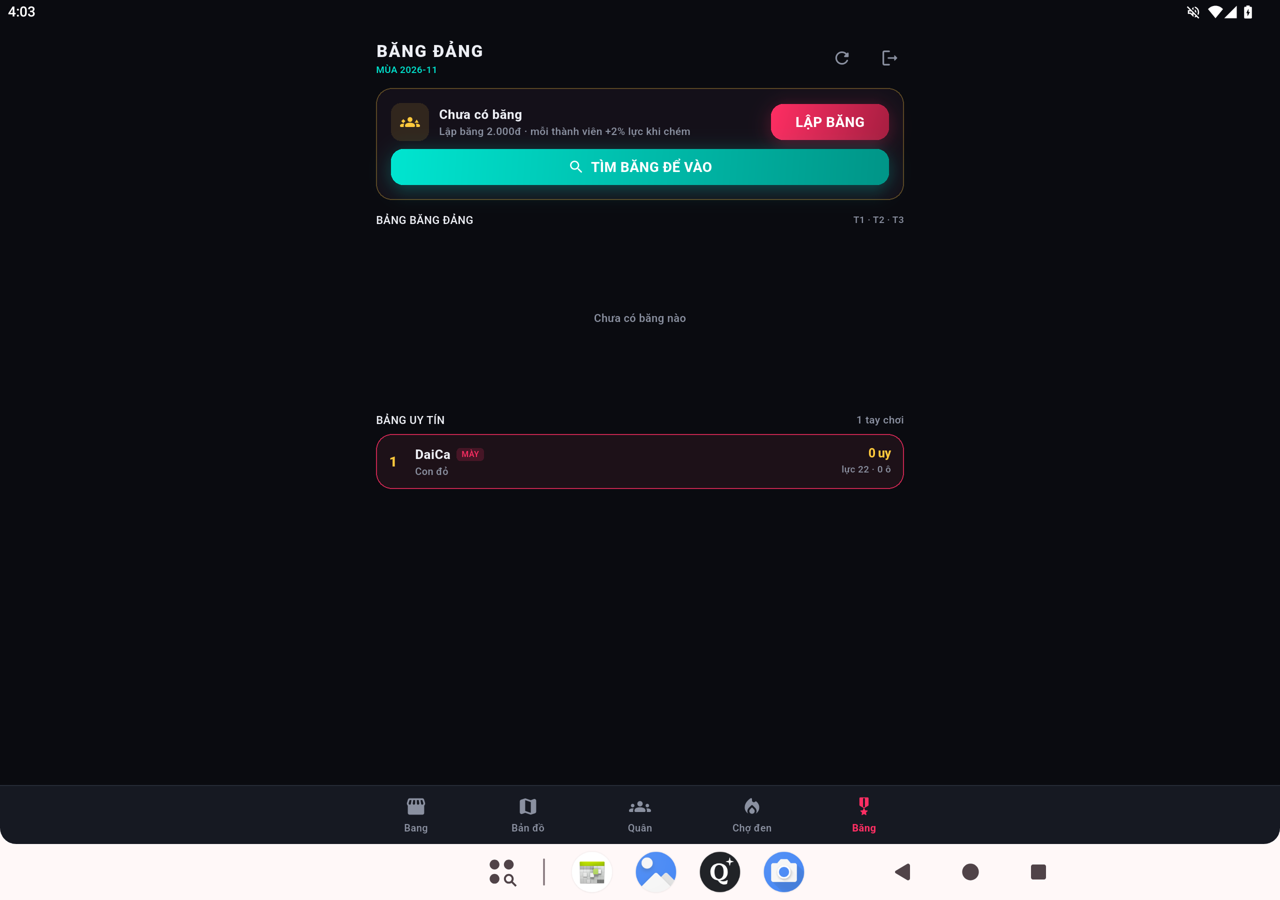 4:03
BĂNG ĐẢNG
MÙA 2026-11
Chưa có băng
Lập băng 2.000đ · mỗi thành viên +2% lực khi chém
LẬP BĂNG
TÌM BĂNG ĐỂ VÀO
BẢNG BĂNG ĐẢNG
T1 · T2 · T3
Chưa có băng nào
BẢNG UY TÍN
1 tay chơi
1
DaiCa MÀY
Con đỏ
0 uy
lực 22 · 0 ô
Bang
Bản đồ
Quân
Chợ đen
Băng
Q